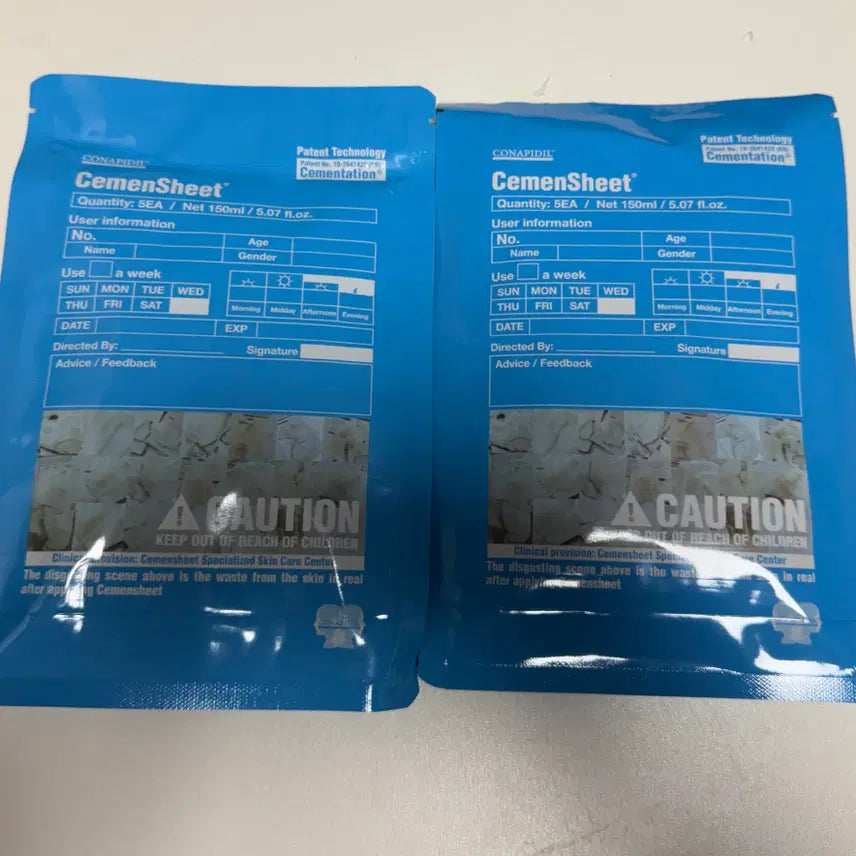 CONAPIDIL
Patent Technology
Cementation
CemenSheet
Quantity: 5EA / Net 150ml / 5.07 fl.oz.
User information
No.
Age
Name
Gender
Use a week
SUN MON TUE WED
THU FRI SAT
Morning Midday Afternoon Evening
DATE
EXP
Directed By:
Signature
Advice / Feedback
CAUTION
KEEP OUT OF REACH OF CHILDREN
Clinical provision: Cemensheet Specialized Skin Care Center
The disgusting scene above is the waste from the skin in real
after applying Cemensheet
CONAPIDIL
Patent Technology
Cementation
CemenSheet
Quantity: 5EA / Net 150ml / 5.07 fl.oz.
User information
No.
Age
Name
Gender
Use a week
SUN MON TUE WED
THU FRI SAT
Morning Midday Afternoon Evening
DATE
EXP
Directed By:
Signature
Advice / Feedback
CAUTION
KEEP OUT OF REACH OF CHILDREN
Clinical provision: Cemensheet Care Center
The disgusting scene above is the in real
after applying Cemensheet